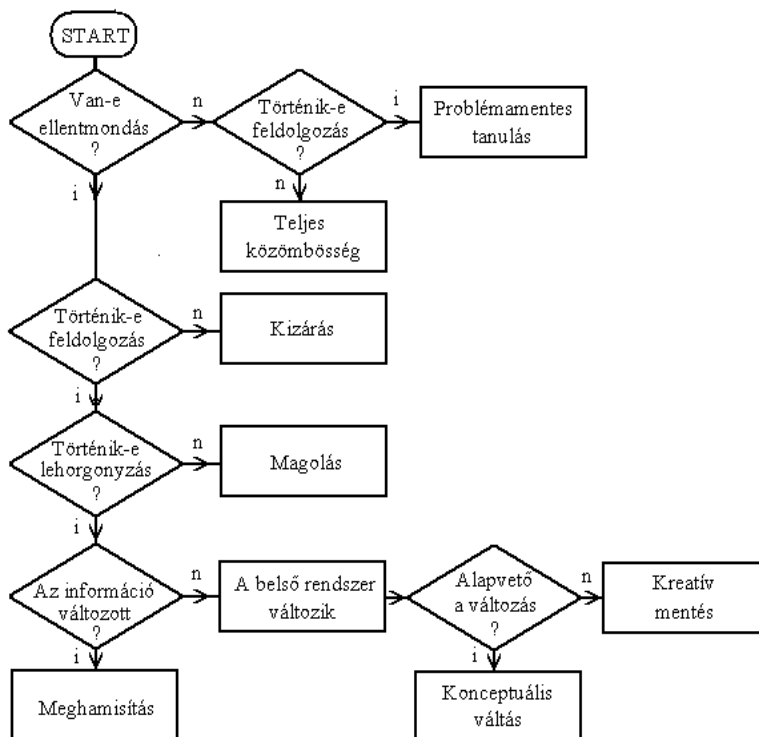 START
Van-e
ellentmondás
?
n
Történik-e
feldolgozás
?
i
Problémamentes
tanulás
i
n
Teljes
közömbösség
Történik-e
feldolgozás
?
n
Kizárás
i
Történik-e
lehorgonyzás
?
n
Magolás
i
Az információ
változott
?
n
A belső rendszer
változik
Alapvető
a változás
?
n
Kreatív
mentés
i
Meghamisítás
i
Konceptuális
váltás